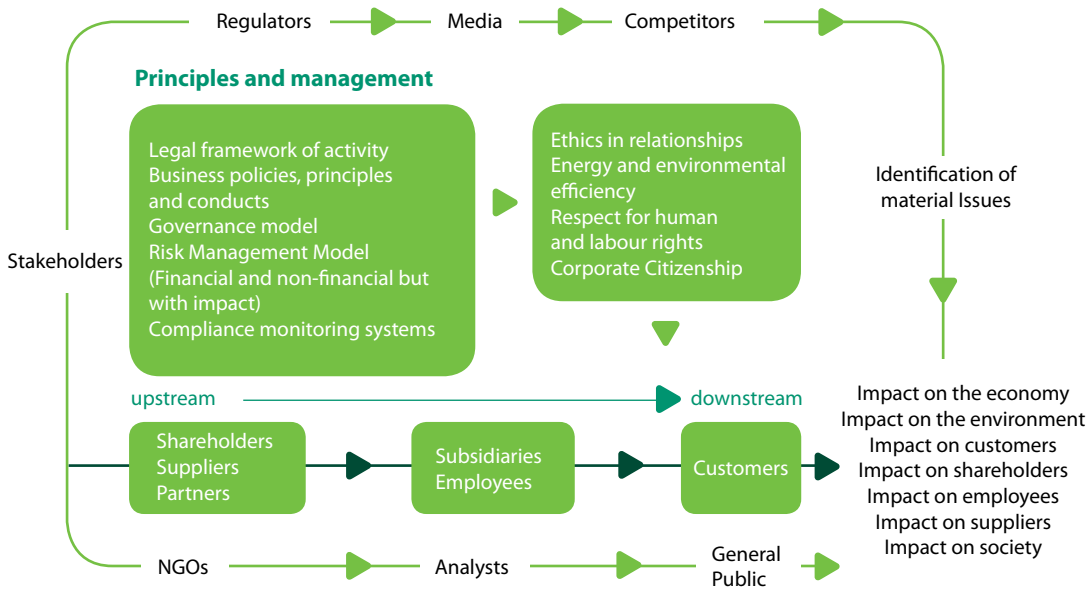 Regulators
Media
Competitors
Principles and management
Legal framework of activity
Business policies, principles
and conducts
Governance model
Risk Management Model
(Financial and non-financial but
with impact)
Compliance monitoring systems
Ethics in relationships
Energy and environmental
efficiency
Respect for human
and labour rights
Corporate Citizenship
Identification of
material Issues
Stakeholders
upstream
downstream
Shareholders
Suppliers
Partners
Subsidiaries
Employees
Customers
Impact on the economy
Impact on the environment
Impact on customers
Impact on shareholders
Impact on employees
Impact on suppliers
Impact on society
NGOs
Analysts
General
Public